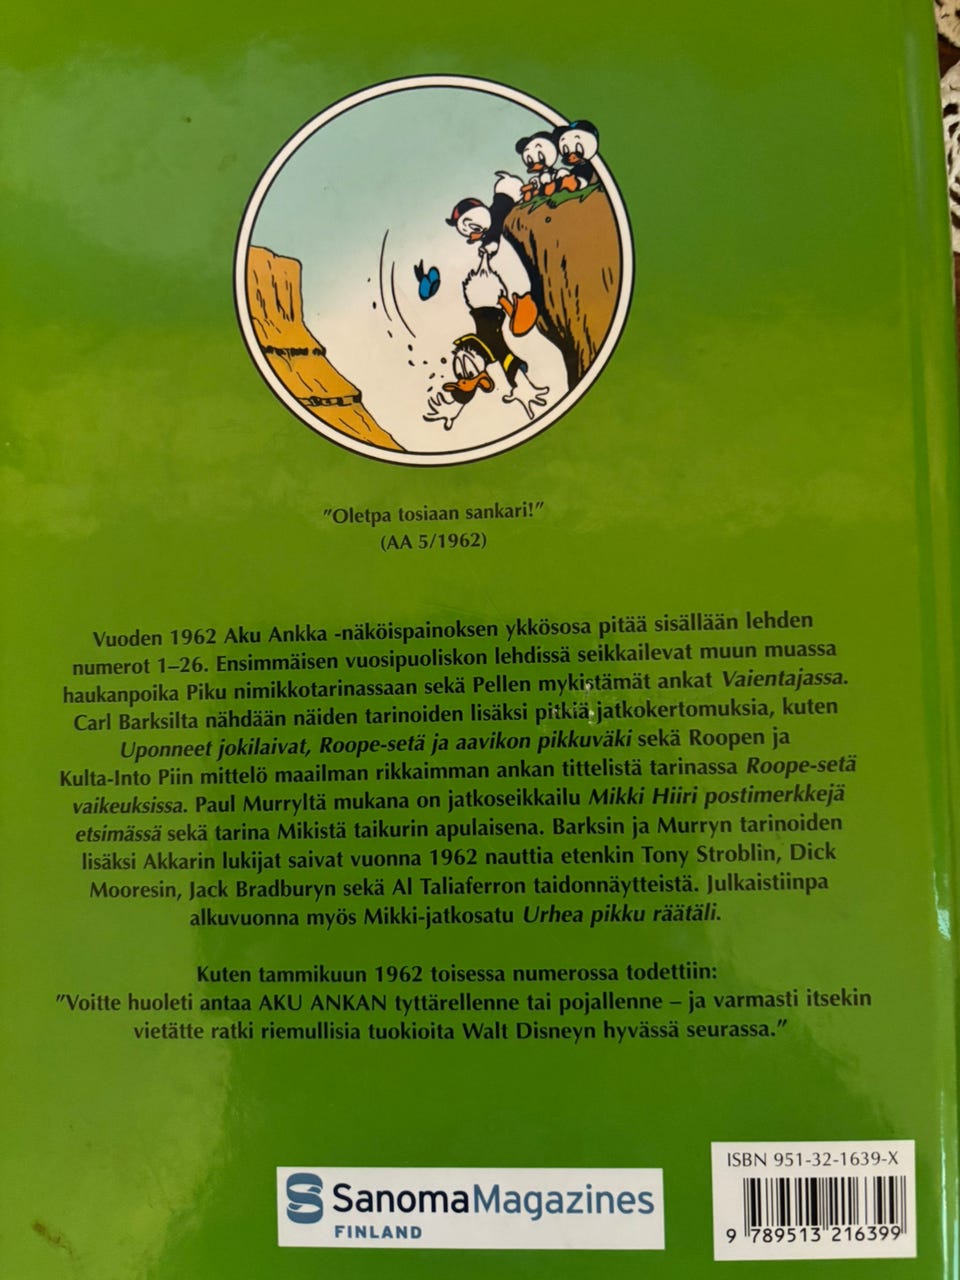 "Oletpa tosiaan sankari!"
(AA 5/1962)
Vuoden 1962 Aku Ankka -näköispainoksen ykkösosa pitää sisällään lehden
numerot 1–26. Ensimmäisen vuosipuoliskon lehdissä seikkailevat muun muassa
haukanpoika Piku nimikkotarinassaan sekä Pellen mykistämät ankat Vaientajassa.
Carl Barksilta nähdään näiden tarinoiden lisäksi pitkiä jatkokertomuksia, kuten
Uponneet jokilaivat, Roope-setä ja aavikon pikkuväki sekä Roopen ja
Kulta-Into Piin mittelö maailman rikkaimman ankan tittelistä tarinassa Roope-setä
vaikeuksissa. Paul Murryltä mukana on jatkoseikkailu Mikki Hiiri postimerkkejä
etsimässä sekä tarina Mikistä taikurin apulaisena. Barksin ja Murryn tarinoiden
lisäksi Akkarin lukijat saivat vuonna 1962 nauttia etenkin Tony Stroblin, Dick
Mooresin, Jack Bradburyn sekä Al Taliaferron taidonnäytteistä. Julkaistiinpa
alkuvuonna myös Mikki-jatkosatu Urhea pikku räätäli.
Kuten tammikuun 1962 toisessa numerossa todettiin:
"Voitte huoleti antaa AKU ANKAN tyttärellenne tai pojallenne – ja varmasti itsekin
vietätte ratki riemullisia tuokioita Walt Disneyn hyvässä seurassa."
SanomaMagazines
FINLAND
ISBN 951-32-1639-X
9 789513 216399